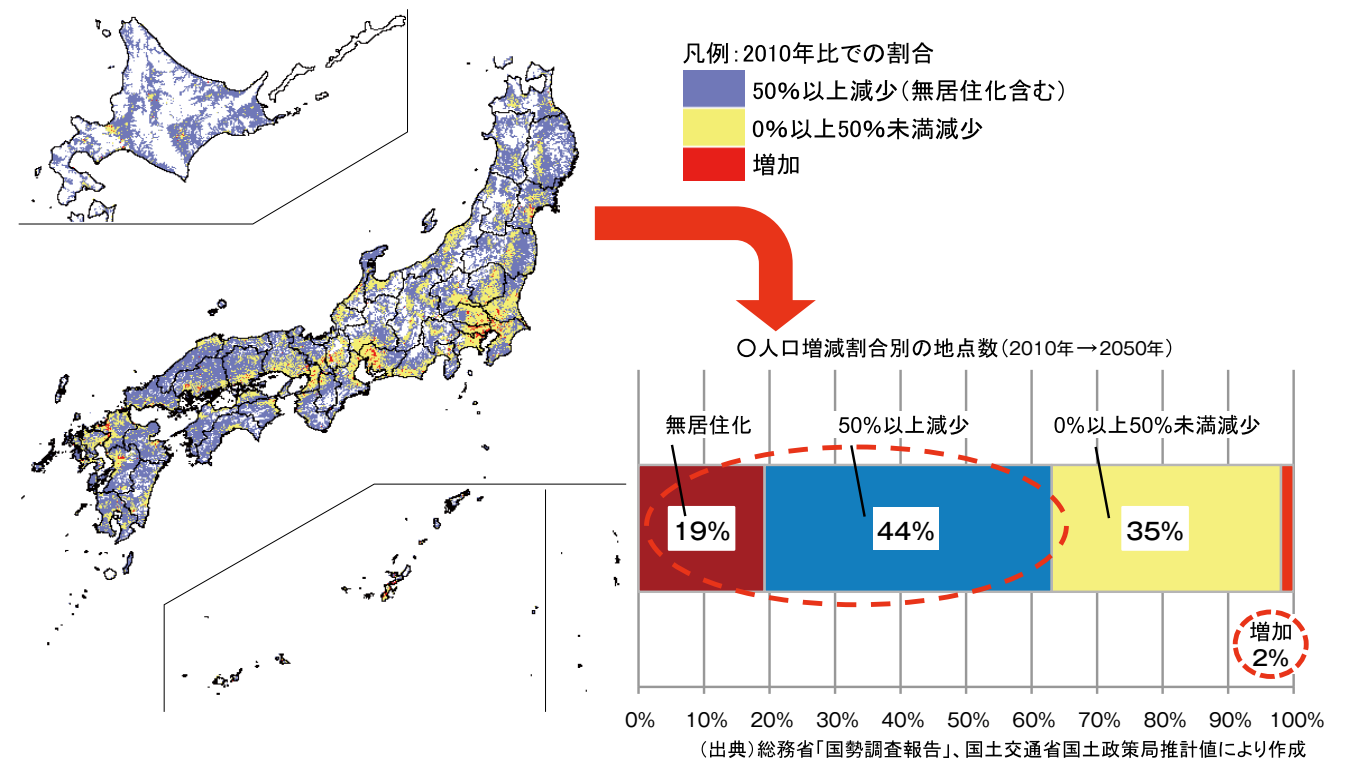 凡例：2010年比での割合
50%以上減少（無居住化含む）
0%以上50%未満減少
増加
〇人口増減割合別の地点数（2010年→2050年）
無居住化
50%以上減少
0%以上50%未満減少
19%
44%
35%
増加
2%
0% 10% 20% 30% 40% 50% 60% 70% 80% 90% 100%
（出典）総務省「国勢調査報告」、国土交通省国土政策局推計値により作成